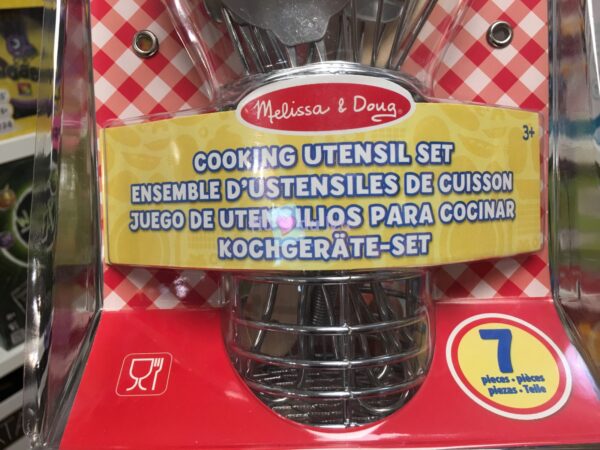 Melissa & Doug
3+
COOKING UTENSIL SET
ENSEMBLE D'USTENSILES DE CUISSON
JUEGO DE UTENSILIOS PARA COCINAR
KOCHGERÄTE-SET
7
pieces • pièces
piezas • Teile